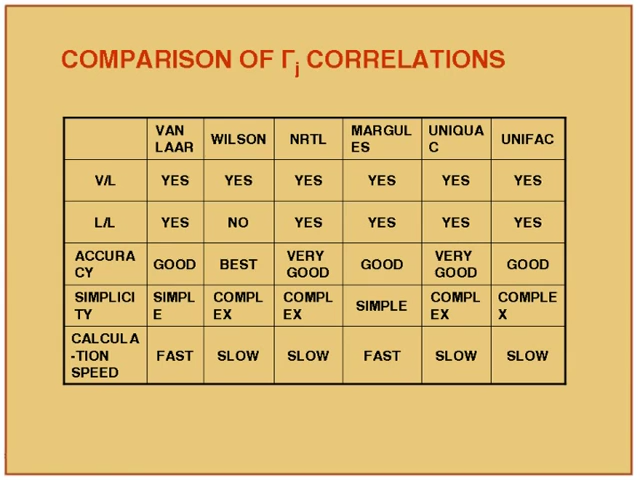 COMPARISON OF Γj CORRELATIONS
VAN LAAR WILSON NRTL MARGUL ES UNIQUA C UNIFAC
V/L YES YES YES YES YES YES
L/L YES NO YES YES YES YES
ACCURA CY GOOD BEST VERY GOOD GOOD VERY GOOD GOOD
SIMPLICI TY SIMPL E COMPL EX COMPL EX SIMPLE COMPL EX COMPLE X
CALCULA -TION SPEED FAST SLOW SLOW FAST SLOW SLOW